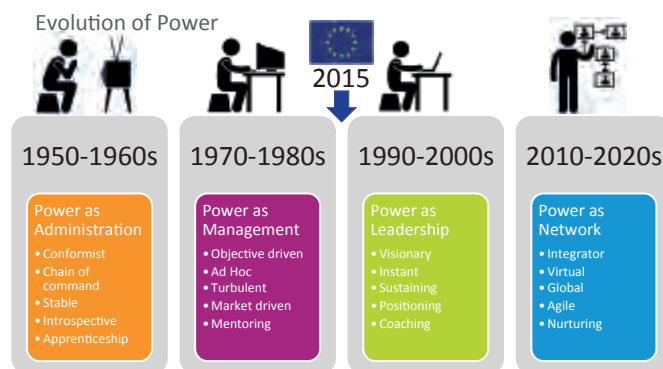 Evolution of Power
2015
1950-1960s
Power as
Administration
• Conformist
• Chain of
command
• Stable
• Introspective
• Apprenticeship
1970-1980s
Power as
Management
• Objective driven
• Ad Hoc
• Turbulent
• Market driven
• Mentoring
1990-2000s
Power as
Leadership
• Visionary
• Instant
• Sustaining
• Positioning
• Coaching
2010-2020s
Power as
Network
• Integrator
• Virtual
• Global
• Agile
• Nurturing